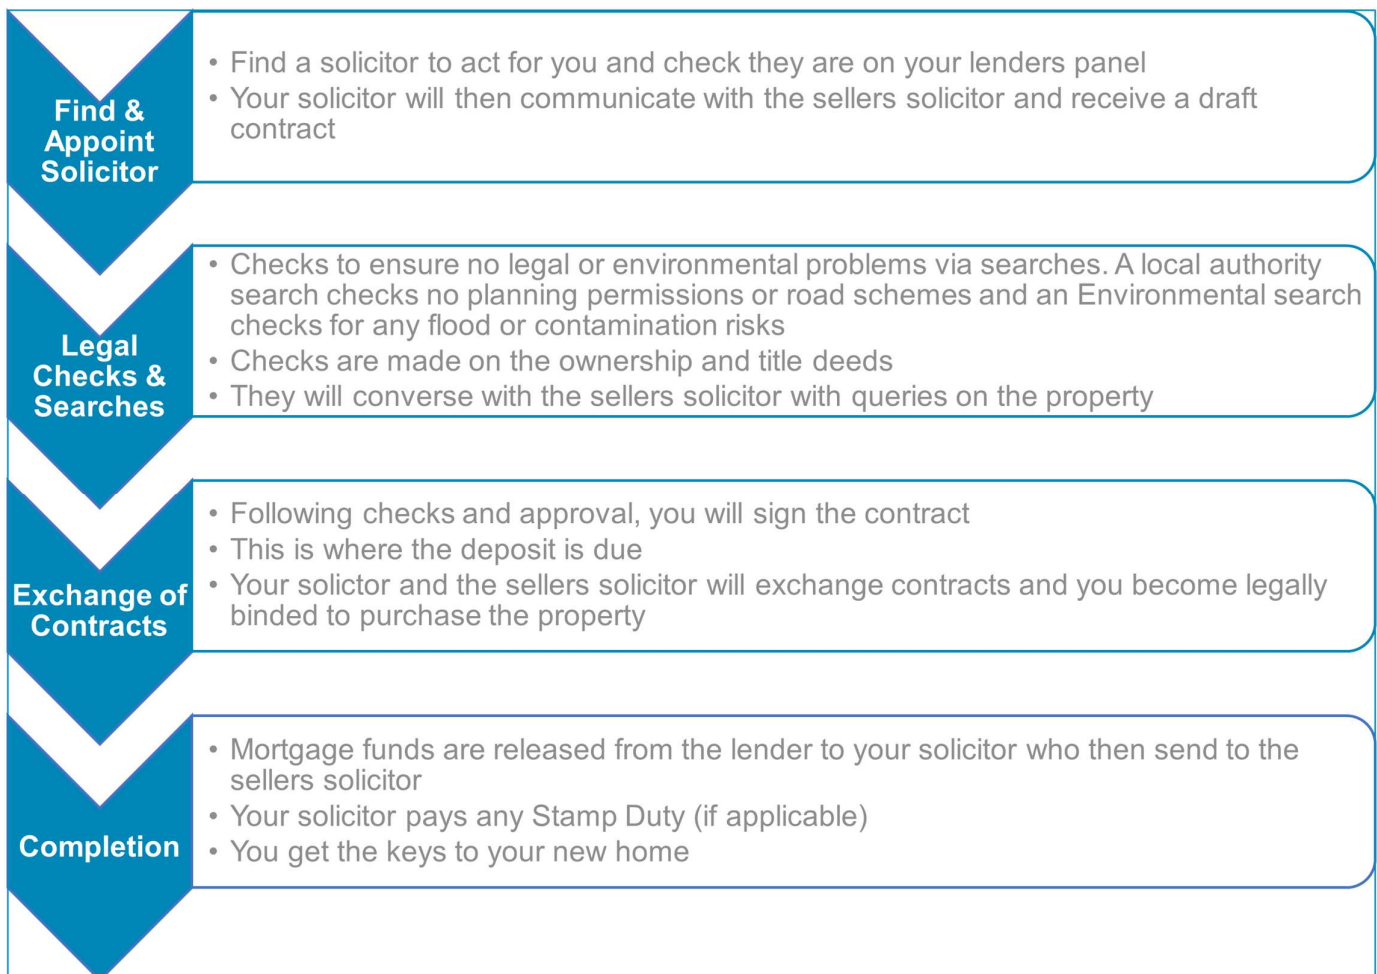 Find &
Appoint
Solicitor
• Find a solicitor to act for you and check they are on your lenders panel
• Your solicitor will then communicate with the sellers solicitor and receive a draft
contract
Legal
Checks &
Searches
• Checks to ensure no legal or environmental problems via searches. A local authority
search checks no planning permissions or road schemes and an Environmental search
checks for any flood or contamination risks
• Checks are made on the ownership and title deeds
• They will converse with the sellers solicitor with queries on the property
Exchange of
Contracts
• Following checks and approval, you will sign the contract
• This is where the deposit is due
• Your solictor and the sellers solicitor will exchange contracts and you become legally
binded to purchase the property
Completion
• Mortgage funds are released from the lender to your solicitor who then send to the
sellers solicitor
• Your solicitor pays any Stamp Duty (if applicable)
• You get the keys to your new home